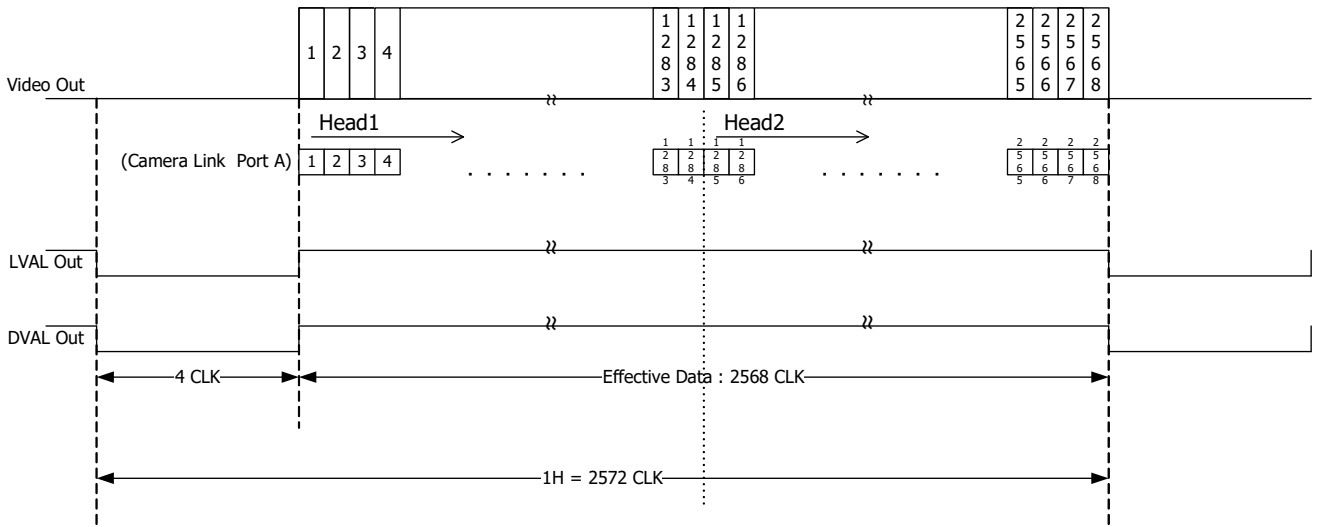 1 2 3 4 1283 1284 1285 1286 2565 2566 2567 2568
Video Out
Head1 Head2
(Camera Link Port A) 1 2 3 4 . . . . . . . 1283 1284 1285 1286 . . . . . . . 2565 2566 2567 2568
LVAL Out
DVAL Out
4 CLK Effective Data : 2568 CLK
1H = 2572 CLK